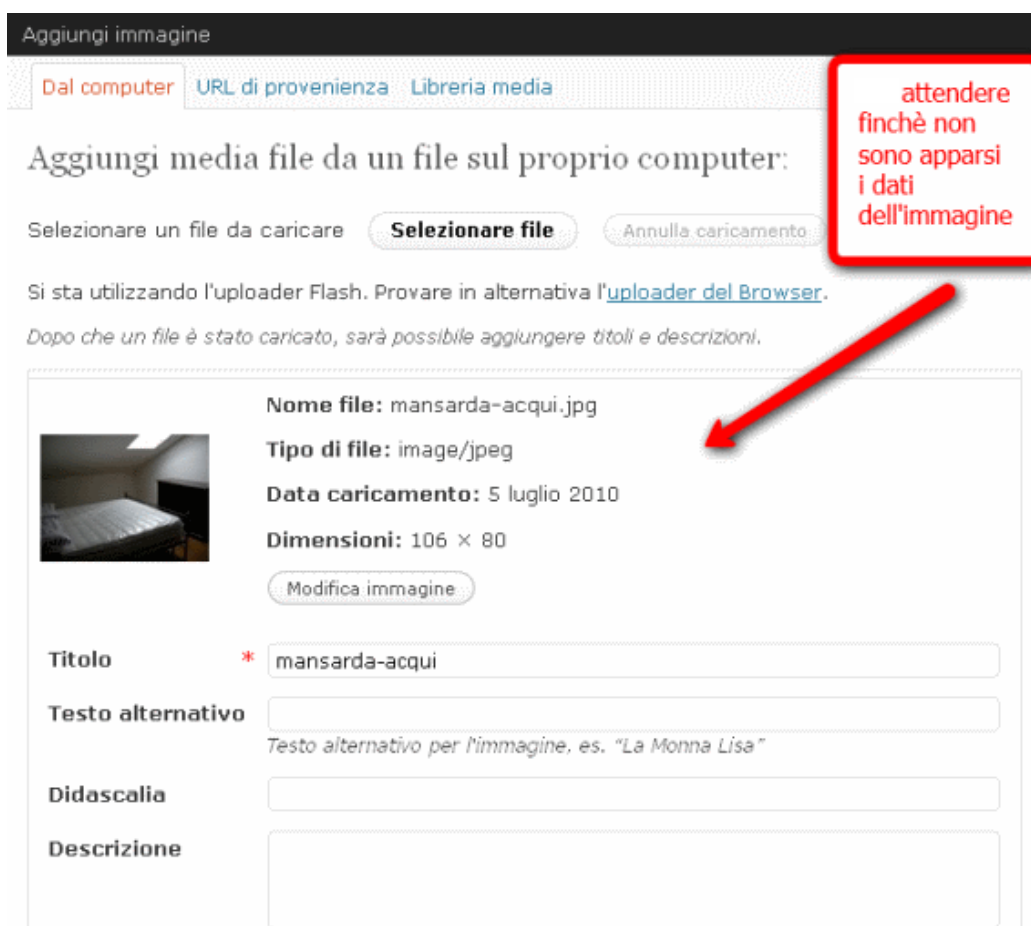 Aggiungi immagine
Dal computer URL di provenienza Libreria media
attendere
finchè non
sono apparsi
i dati
dell'immagine
Aggiungi media file da un file sul proprio computer:
Selezionare un file da caricare Selezionare file Annulla caricamento
Si sta utilizzando l'uploader Flash. Provare in alternativa l'uploader del Browser.
Dopo che un file è stato caricato, sarà possibile aggiungere titoli e descrizioni.
Nome file: mansarda-acqui.jpg
Tipo di file: image/jpeg
Data caricamento: 5 luglio 2010
Dimensioni: 106 × 80
Modifica immagine
Titolo * mansarda-acqui
Testo alternativo
Testo alternativo per l'immagine, es. “La Monna Lisa”
Didascalia
Descrizione